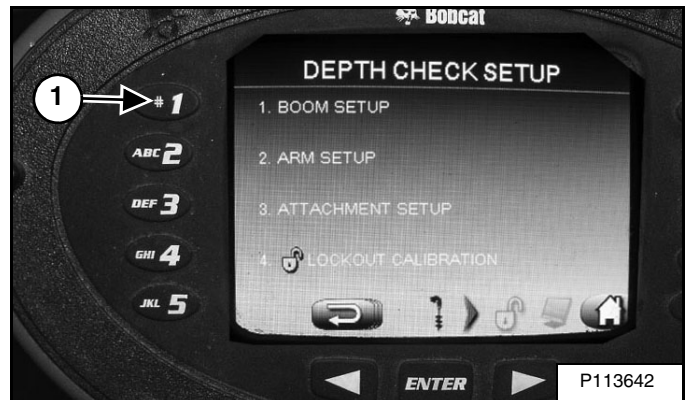 Bobcat
DEPTH CHECK SETUP
1
# 1
1. BOOM SETUP
ABC 2
2. ARM SETUP
DEF 3
3. ATTACHMENT SETUP
GHI 4
4. LOCKOUT CALIBRATION
JKL 5
ENTER
P113642